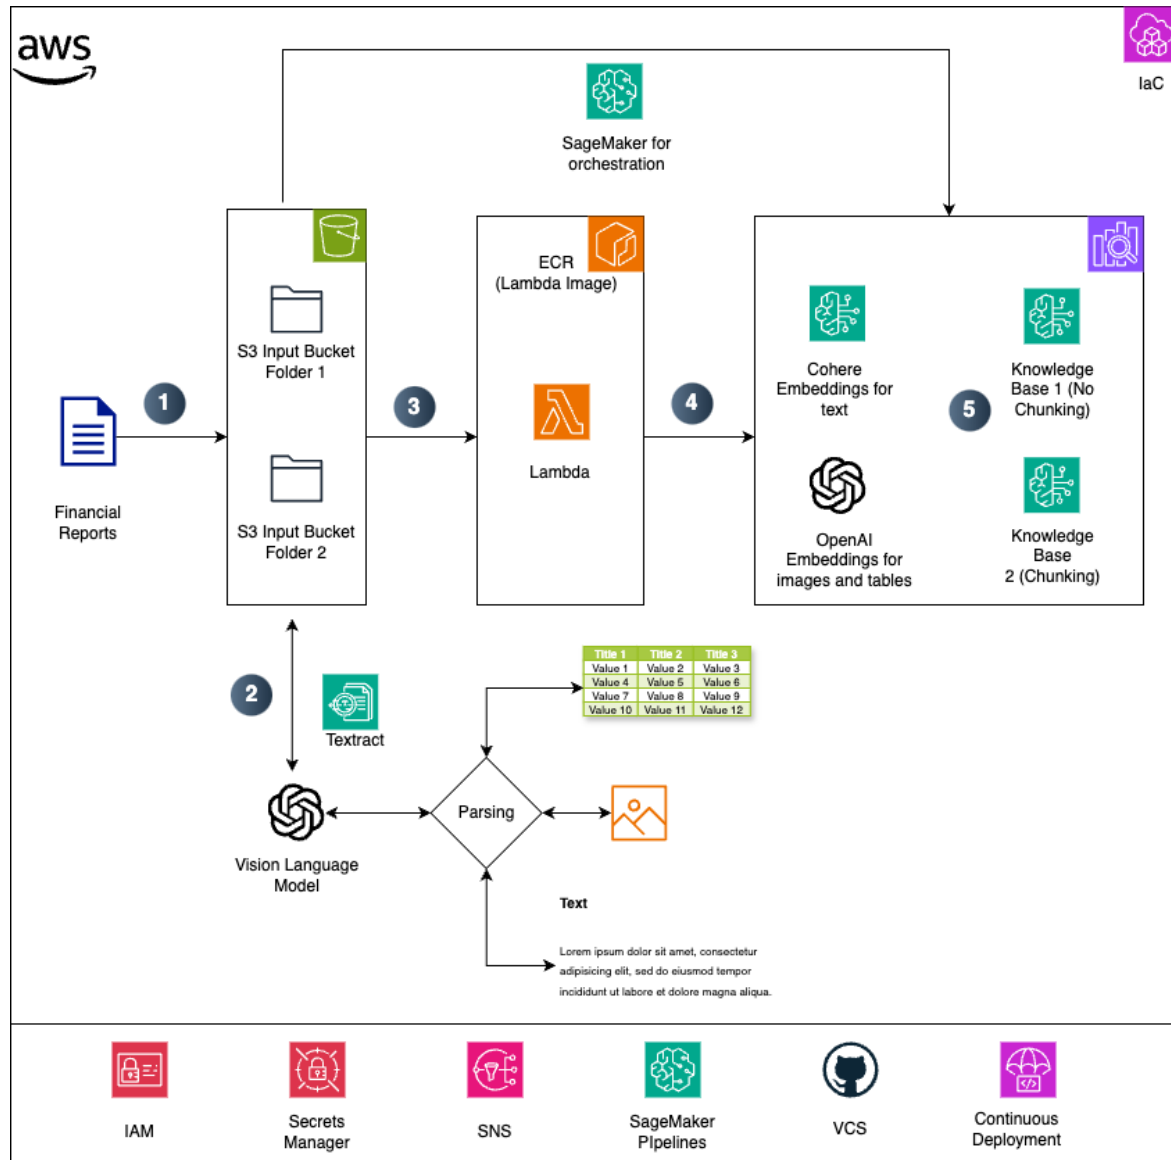 aws
IaC
SageMaker for
orchestration
ECR
(Lambda Image)
S3 Input Bucket
Folder 1
Cohere
Embeddings for
text
Knowledge
Base 1 (No
Chunking)
1
3
4
5
Lambda
Financial
Reports
S3 Input Bucket
Folder 2
OpenAI
Embeddings for
images and tables
Knowledge
Base
2 (Chunking)
2
Textract
Title 1 Title 2 Title 3
Value 1 Value 2 Value 3
Value 4 Value 5 Value 6
Value 7 Value 8 Value 9
Value 10 Value 11 Value 12
Parsing
Vision Language
Model
Text
Lorem ipsum dolor sit amet, consectetur
adipisicing elit, sed do eiusmod tempor
incididunt ut labore et dolore magna aliqua.
IAM
Secrets
Manager
SNS
SageMaker
PIpelines
VCS
Continuous
Deployment